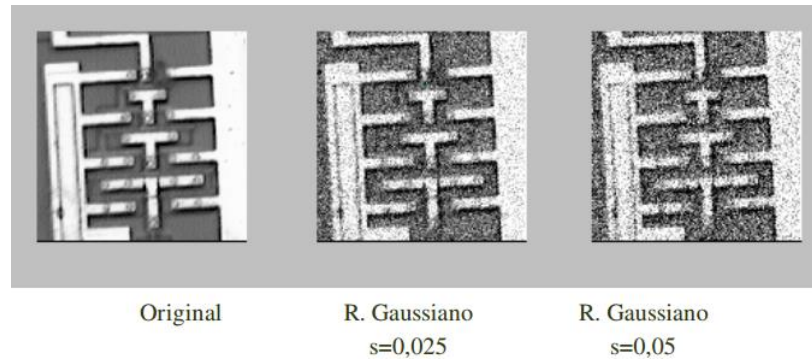 Original
R. Gaussiano
R. Gaussiano
s=0,025
s=0,05